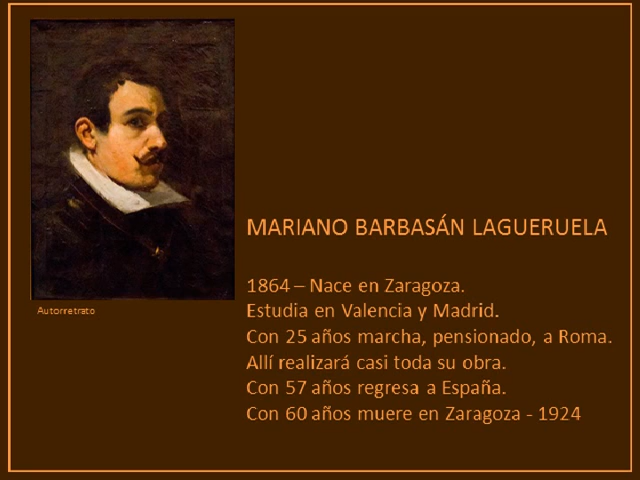 MARIANO BARBASÁN LAGUERUELA
1864 – Nace en Zaragoza.
Estudia en Valencia y Madrid.
Con 25 años marcha, pensionado, a Roma.
Allí realizará casi toda su obra.
Con 57 años regresa a España.
Con 60 años muere en Zaragoza - 1924
Autorretrato